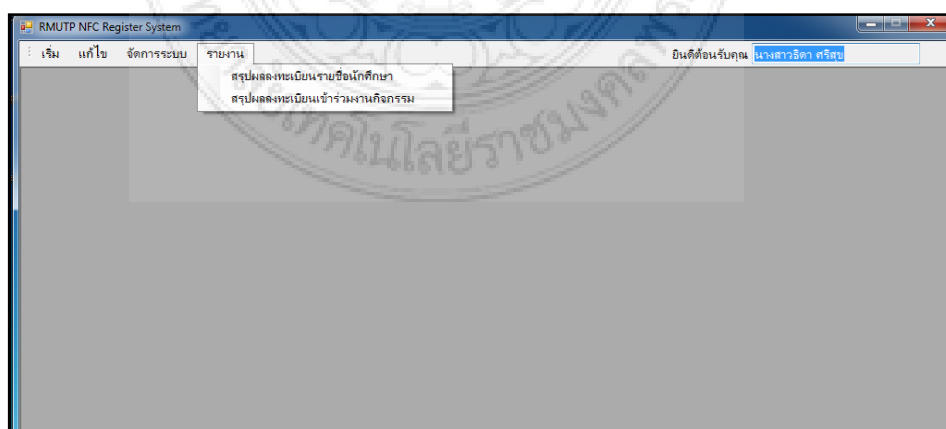 RMUTP NFC Register System
เริ่ม แก้ไข จัดการระบบ รายงาน ยินดีต้อนรับคุณ นางสาวธิดา ศรีสุข
สรุปผลลงทะเบียนรายชื่อนักศึกษา
สรุปผลลงทะเบียนเข้าร่วมงานกิจกรรม